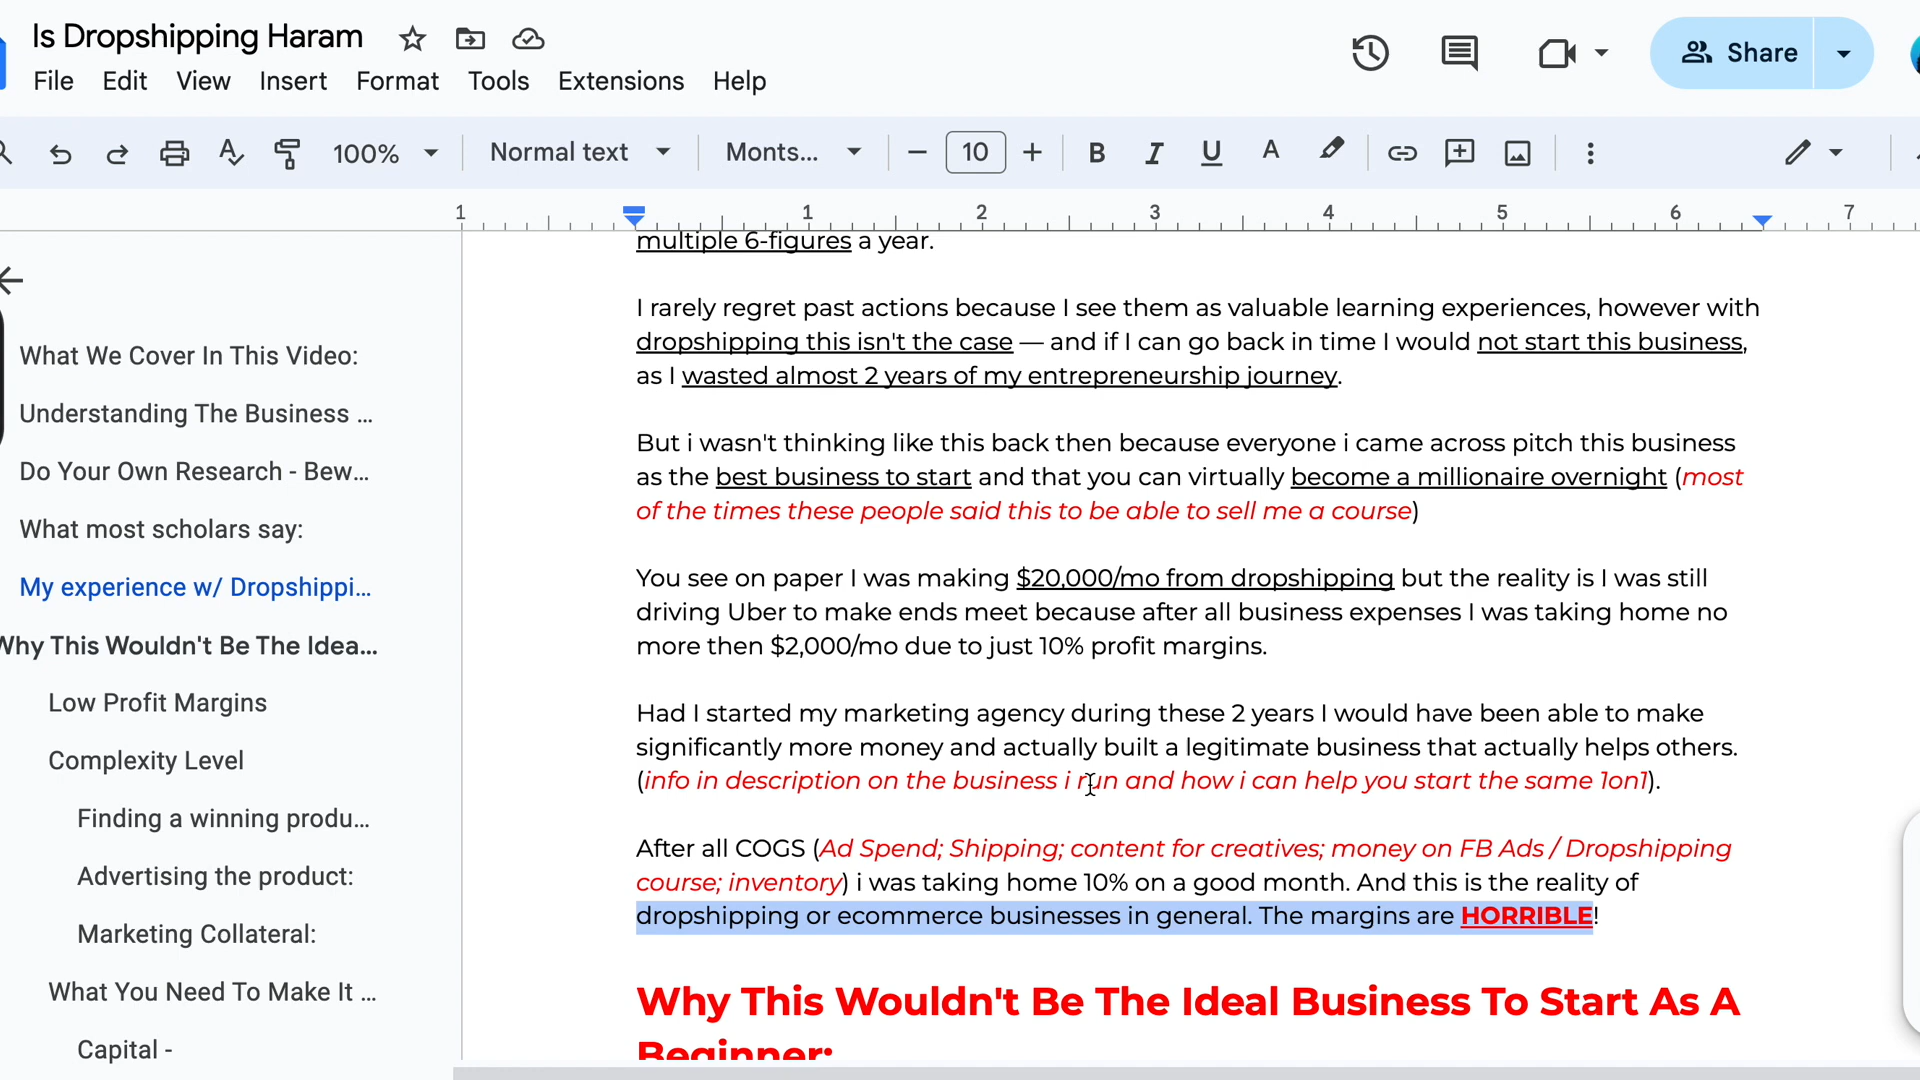 Is Dropshipping Haram
File Edit View Insert Format Tools Extensions Help
Share
100% Normal text Monts... 10 B I U A
1 1 2 3 4 5 6 7
What We Cover In This Video:
Understanding The Business ...
Do Your Own Research - Bew...
What most scholars say:
My experience w/ Dropshippi...
Why This Wouldn't Be The Idea...
Low Profit Margins
Complexity Level
Finding a winning produ...
Advertising the product:
Marketing Collateral:
What You Need To Make It ...
Capital -
multiple 6-figures a year.
I rarely regret past actions because I see them as valuable learning experiences, however with
dropshipping this isn't the case — and if I can go back in time I would not start this business,
as I wasted almost 2 years of my entrepreneurship journey.
But i wasn't thinking like this back then because everyone i came across pitch this business
as the best business to start and that you can virtually become a millionaire overnight (most
of the times these people said this to be able to sell me a course)
You see on paper I was making $20,000/mo from dropshipping but the reality is I was still
driving Uber to make ends meet because after all business expenses I was taking home no
more then $2,000/mo due to just 10% profit margins.
Had I started my marketing agency during these 2 years I would have been able to make
significantly more money and actually built a legitimate business that actually helps others.
(info in description on the business i run and how i can help you start the same 1on1).
After all COGS (Ad Spend; Shipping; content for creatives; money on FB Ads / Dropshipping
course; inventory) i was taking home 10% on a good month. And this is the reality of
dropshipping or ecommerce businesses in general. The margins are HORRIBLE!
Why This Wouldn't Be The Ideal Business To Start As A
Beginner: